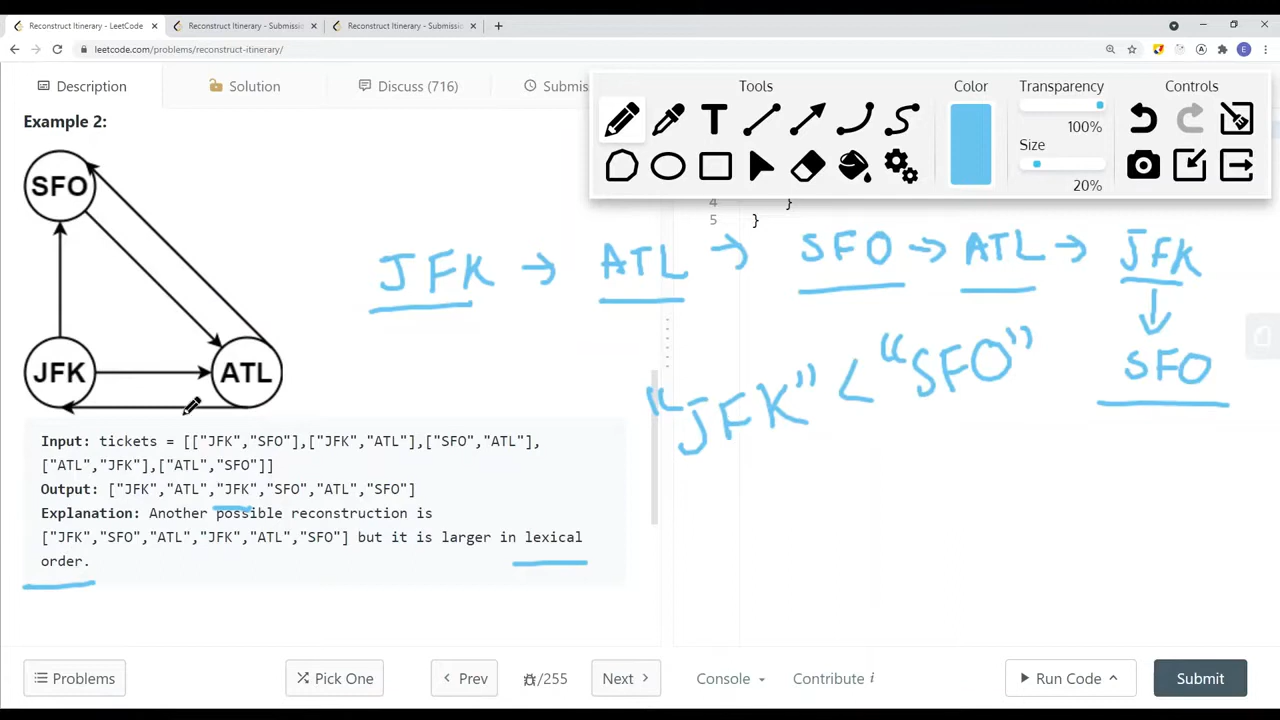 Reconstruct Itinerary - LeetCode
Reconstruct Itinerary - Submissio
Reconstruct Itinerary - Submissio
leetcode.com/problems/reconstruct-itinerary/
E
Description
Solution
Discuss (716)
Submis
Tools
Color
Transparency
Controls
100%
Size
20%
T
Example 2:
4 }
5 }
SFO
JFK
ATL
JFK → ATL → SFO → ATL → JFK
↓
SFO
"JFK" < "SFO"
Input: tickets = [["JFK","SFO"],["JFK","ATL"],["SFO","ATL"],
["ATL","JFK"],["ATL","SFO"]]
Output: ["JFK","ATL","JFK","SFO","ATL","SFO"]
Explanation: Another possible reconstruction is
["JFK","SFO","ATL","JFK","ATL","SFO"] but it is larger in lexical
order.
Problems
Pick One
Prev
/255
Next
Console
Contribute i
Run Code
Submit